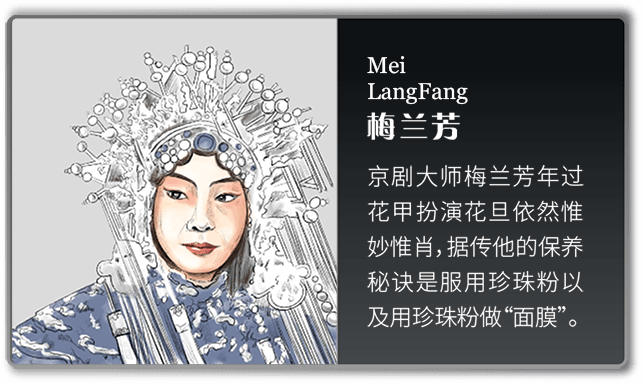 Mei
LangFang
梅兰芳
京剧大师梅兰芳年过
花甲扮演花旦依然惟
妙惟肖，据传他的保养
秘诀是服用珍珠粉以
及用珍珠粉做“面膜”。